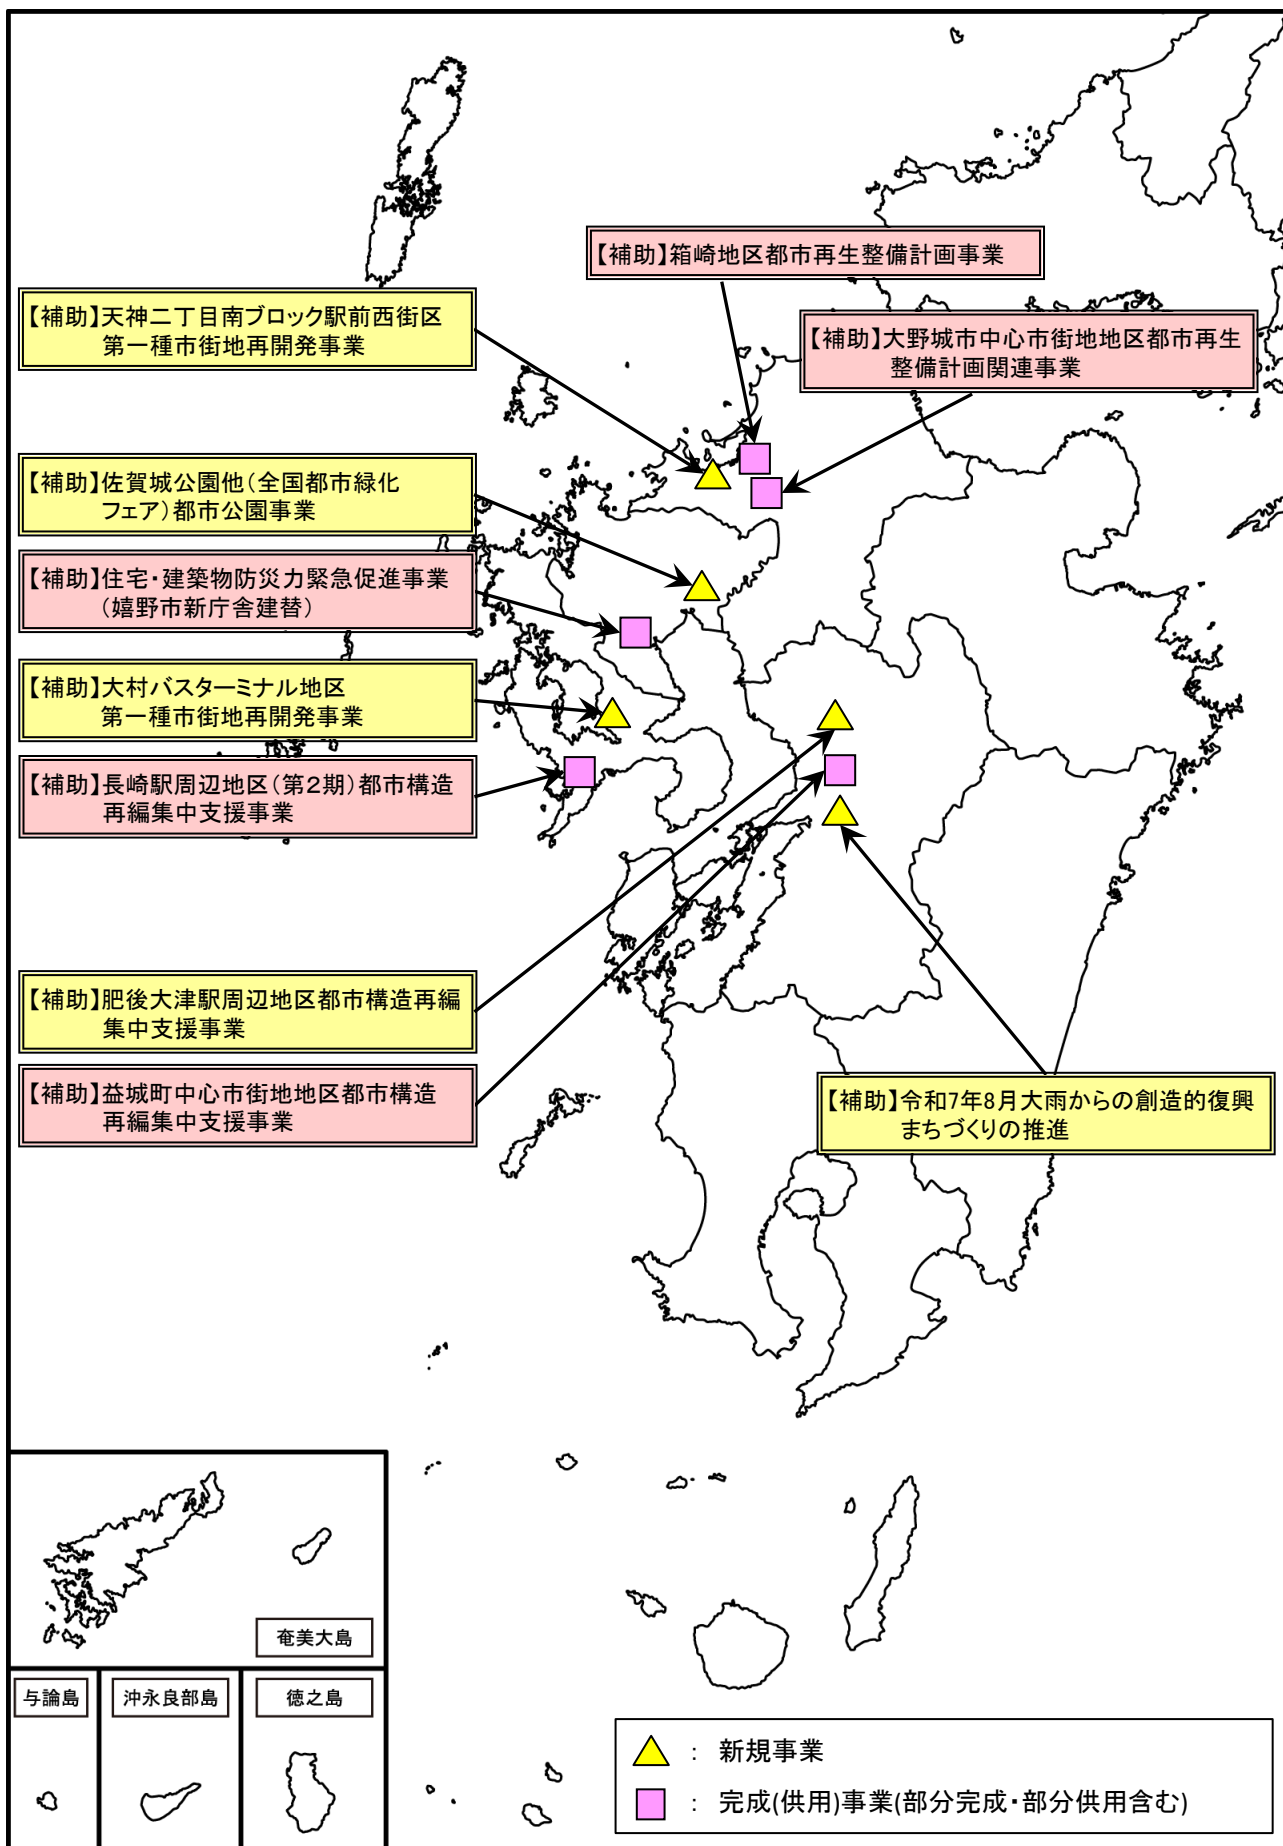 【補助】箱崎地区都市再生整備計画事業
【補助】天神二丁目南ブロック駅前西街区
第一種市街地再開発事業
【補助】大野城市中心市街地地区都市再生
整備計画関連事業
【補助】佐賀城公園他(全国都市緑化
フェア)都市公園事業
【補助】住宅・建築物防災力緊急促進事業
(嬉野市新庁舎建替)
【補助】大村バスターミナル地区
第一種市街地再開発事業
【補助】長崎駅周辺地区(第2期)都市構造
再編集中支援事業
【補助】肥後大津駅周辺地区都市構造再編
集中支援事業
【補助】益城町中心市街地地区都市構造
再編集中支援事業
【補助】令和7年8月大雨からの創造的復興
まちづくりの推進
奄美大島
与論島
沖永良部島
徳之島
: 新規事業
: 完成(供用)事業(部分完成・部分供用含む)